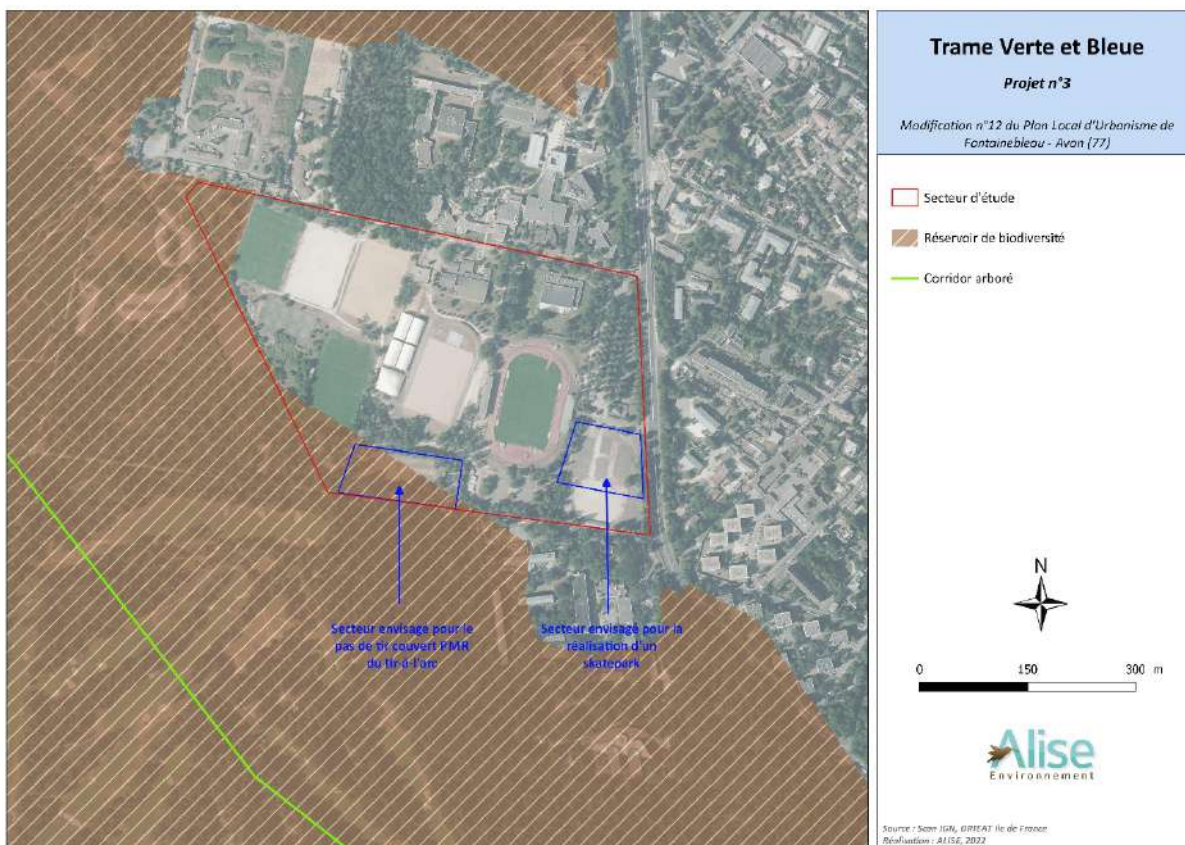 Trame Verte et Bleue
Projet n°3
Modification n°12 du Plan Local d'Urbanisme de
Fontainebleau - Avon (77)
Secteur d'étude
Réservoir de biodiversité
Corridor arboré
Secteur envisagé pour le
pas de tir couvert PMR
du tir-à-l'arc
Secteur envisagé pour la
réalisation d'un
skatepark
N
0 150 300 m
Alise
Environnement
Source : Scan IGN, DRIEAT Ile de France
Réalisation : ALISE, 2022